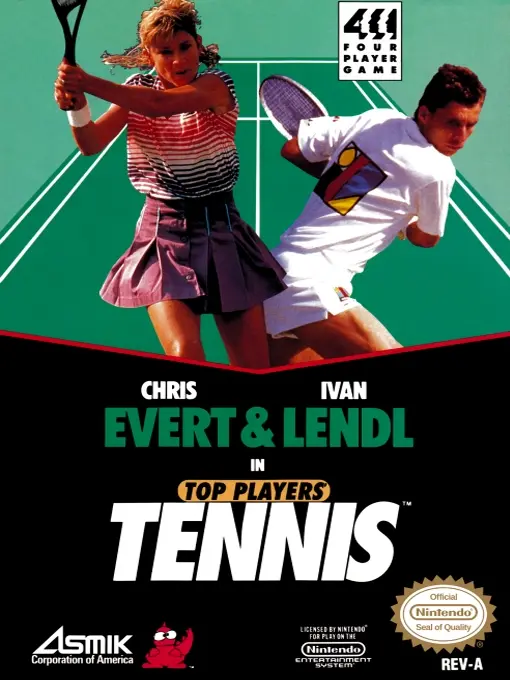 FOUR
PLAYER
GAME
CHRIS IVAN
EVERT & LENDL
IN
TOP PLAYERS'
TENNIS™
ASMIK
Corporation of America
LICENSED BY NINTENDO®
FOR PLAY ON THE
Nintendo
ENTERTAINMENT
SYSTEM™
Official
Nintendo
Seal of Quality
®
REV-A